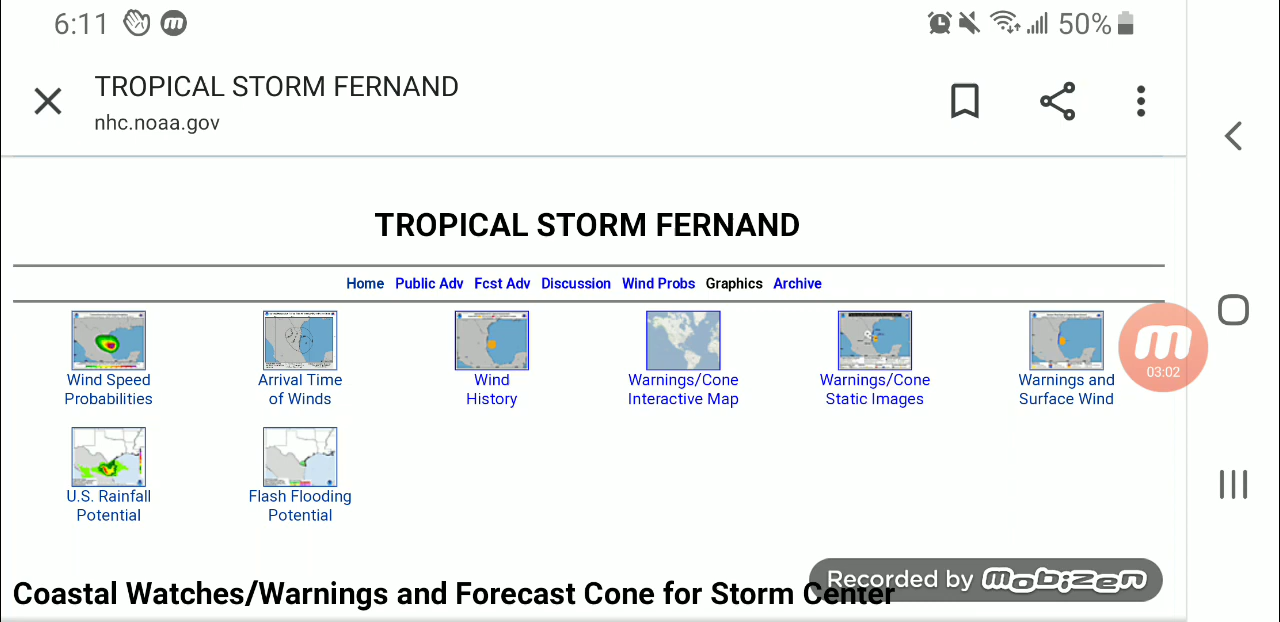 6:11
50%
TROPICAL STORM FERNAND
nhc.noaa.gov
TROPICAL STORM FERNAND
Home Public Adv Fcst Adv Discussion Wind Probs Graphics Archive
Wind Speed
Probabilities
Arrival Time
of Winds
Wind
History
Warnings/Cone
Interactive Map
Warnings/Cone
Static Images
Warnings and
Surface Wind
03:02
U.S. Rainfall
Potential
Flash Flooding
Potential
Recorded by mobizen
Coastal Watches/Warnings and Forecast Cone for Storm Center